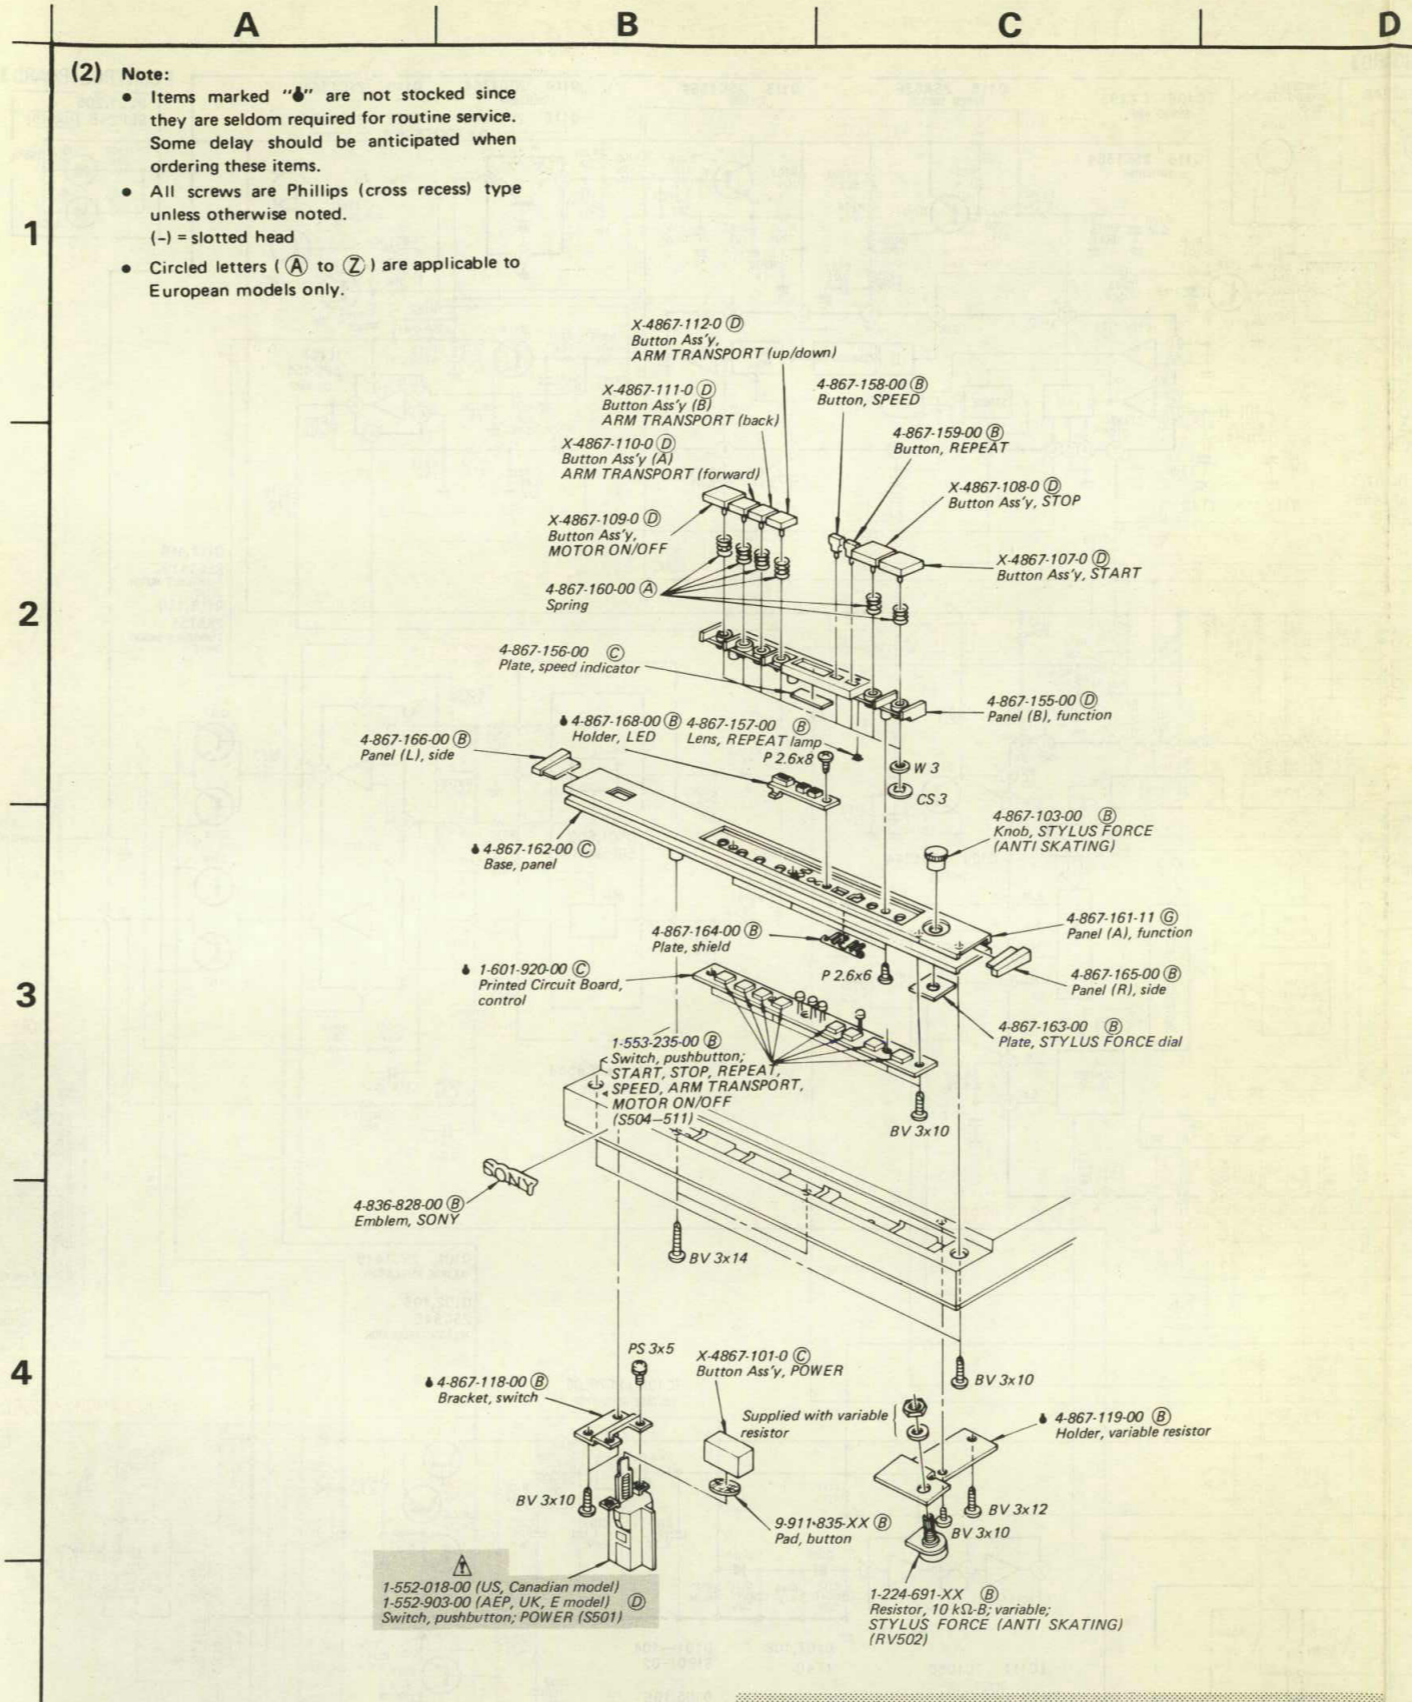 A
B
C
D
(2) Note:
• Items marked " " are not stocked since
they are seldom required for routine service.
Some delay should be anticipated when
ordering these items.
• All screws are Phillips (cross recess) type
unless otherwise noted.
(-) = slotted head
• Circled letters ( Ⓐ to Ⓩ ) are applicable to
European models only.
1
2
3
4
X-4867-112-0 Ⓓ
Button Ass'y,
ARM TRANSPORT (up/down)
X-4867-111-0 Ⓓ
Button Ass'y (B)
ARM TRANSPORT (back)
X-4867-110-0 Ⓓ
Button Ass'y (A)
ARM TRANSPORT (forward)
X-4867-109-0 Ⓓ
Button Ass'y,
MOTOR ON/OFF
4-867-160-00 Ⓐ
Spring
4-867-158-00 Ⓑ
Button, SPEED
4-867-159-00 Ⓑ
Button, REPEAT
X-4867-108-0 Ⓓ
Button Ass'y, STOP
X-4867-107-0 Ⓓ
Button Ass'y, START
4-867-156-00 Ⓒ
Plate, speed indicator
4-867-155-00 Ⓓ
Panel (B), function
4-867-168-00 Ⓑ
Holder, LED
4-867-157-00 Ⓑ
Lens, REPEAT lamp
P 2.6x8
W 3
CS 3
4-867-166-00 Ⓑ
Panel (L), side
4-867-162-00 Ⓒ
Base, panel
4-867-103-00 Ⓑ
Knob, STYLUS FORCE
(ANTI SKATING)
4-867-161-11 Ⓖ
Panel (A), function
4-867-164-00 Ⓑ
Plate, shield
P 2.6x6
4-867-165-00 Ⓑ
Panel (R), side
1-601-920-00 Ⓒ
Printed Circuit Board,
control
4-867-163-00 Ⓑ
Plate, STYLUS FORCE dial
1-553-235-00 Ⓑ
Switch, pushbutton;
START, STOP, REPEAT,
SPEED, ARM TRANSPORT,
MOTOR ON/OFF
(S504–511)
BV 3x10
SONY
4-836-828-00 Ⓑ
Emblem, SONY
BV 3x14
BV 3x10
PS 3x5
X-4867-101-0 Ⓒ
Button Ass'y, POWER
4-867-118-00 Ⓑ
Bracket, switch
Supplied with variable
resistor
4-867-119-00 Ⓑ
Holder, variable resistor
BV 3x10
BV 3x12
BV 3x10
9-911-835-XX Ⓑ
Pad, button
1-552-018-00 (US, Canadian model)
1-552-903-00 (AEP, UK, E model) Ⓓ
Switch, pushbutton; POWER (S501)
1-224-691-XX Ⓑ
Resistor, 10 kΩ-B; variable;
STYLUS FORCE (ANTI SKATING)
(RV502)